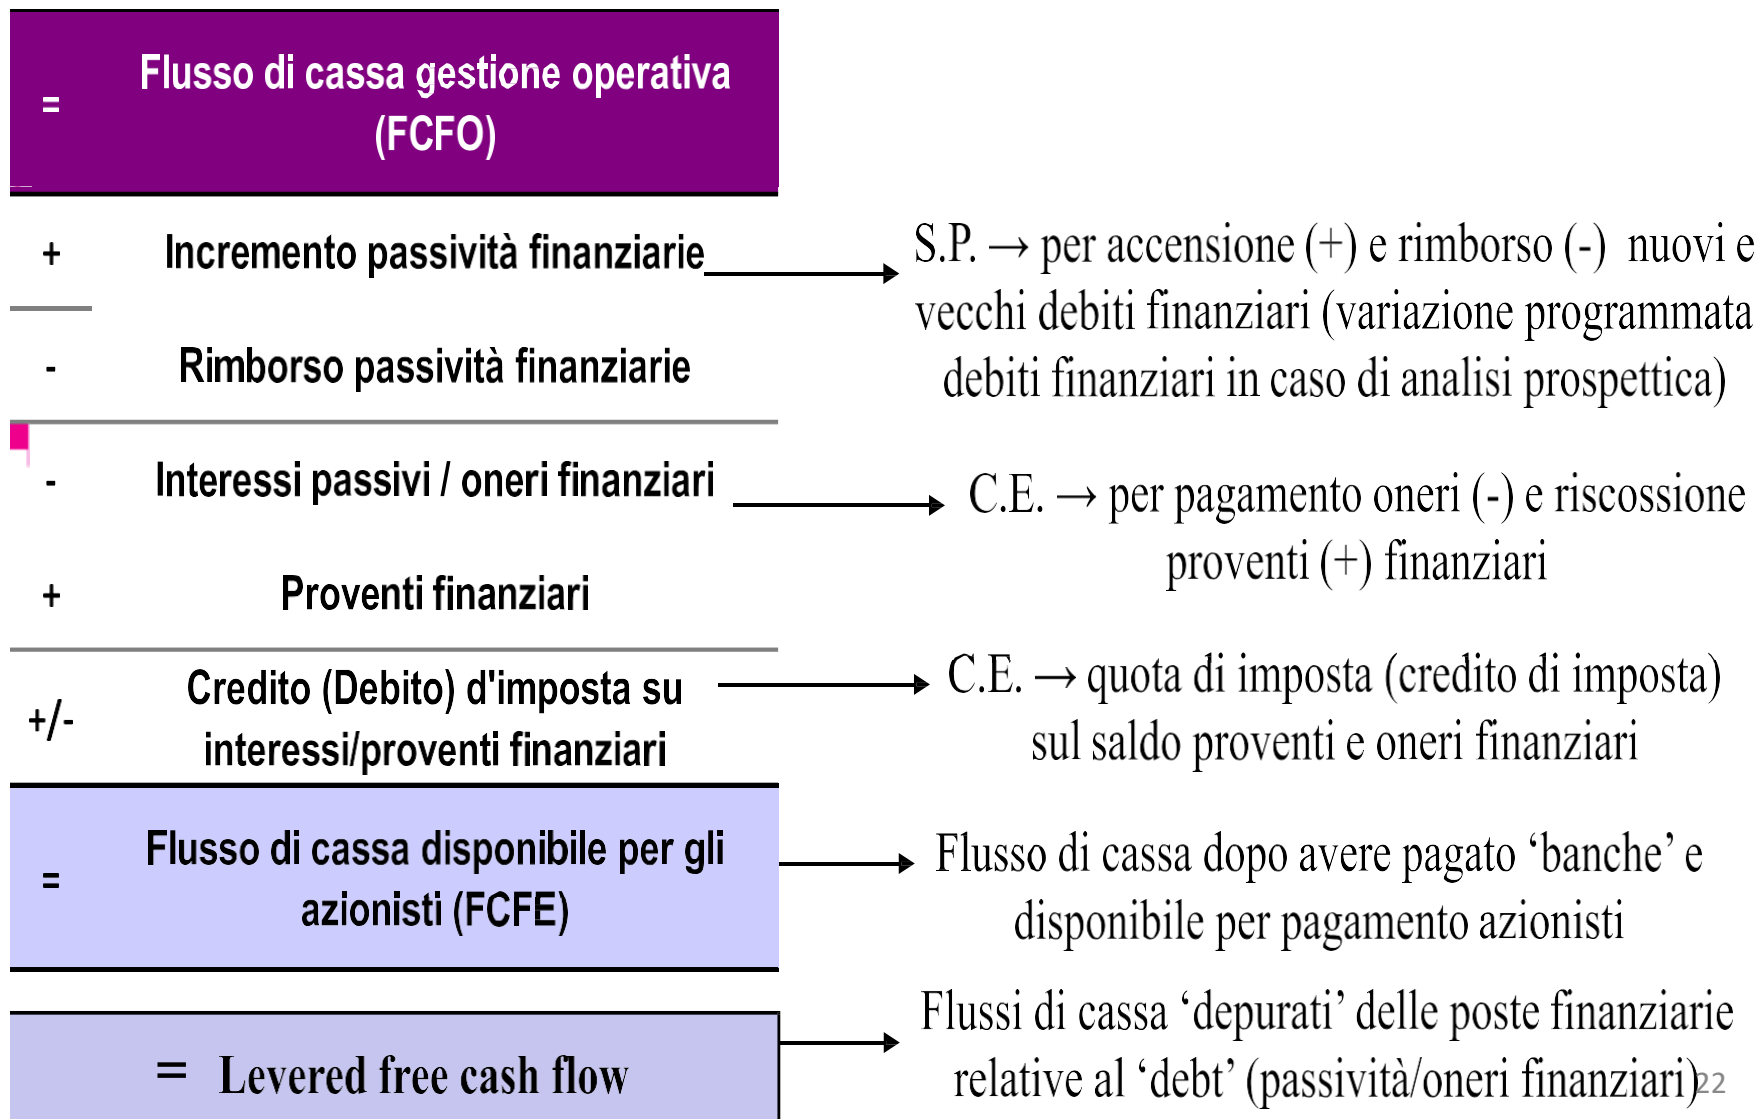 Flusso di cassa gestione operativa
=
(FCFO)
+ Incremento passività finanziarie
S.P. → per accensione (+) e rimborso (-) nuovi e
vecchi debiti finanziari (variazione programmata
debiti finanziari in caso di analisi prospettica)
- Rimborso passività finanziarie
- Interessi passivi / oneri finanziari
C.E. → per pagamento oneri (-) e riscossione
proventi (+) finanziari
+ Proventi finanziari
+/-
Credito (Debito) d'imposta su
interessi/proventi finanziari
C.E. → quota di imposta (credito di imposta)
sul saldo proventi e oneri finanziari
=
Flusso di cassa disponibile per gli
azionisti (FCFE)
Flusso di cassa dopo avere pagato ‘banche’ e
disponibile per pagamento azionisti
= Levered free cash flow
Flussi di cassa ‘depurati’ delle poste finanziarie
relative al ‘debt’ (passività/oneri finanziari)
22